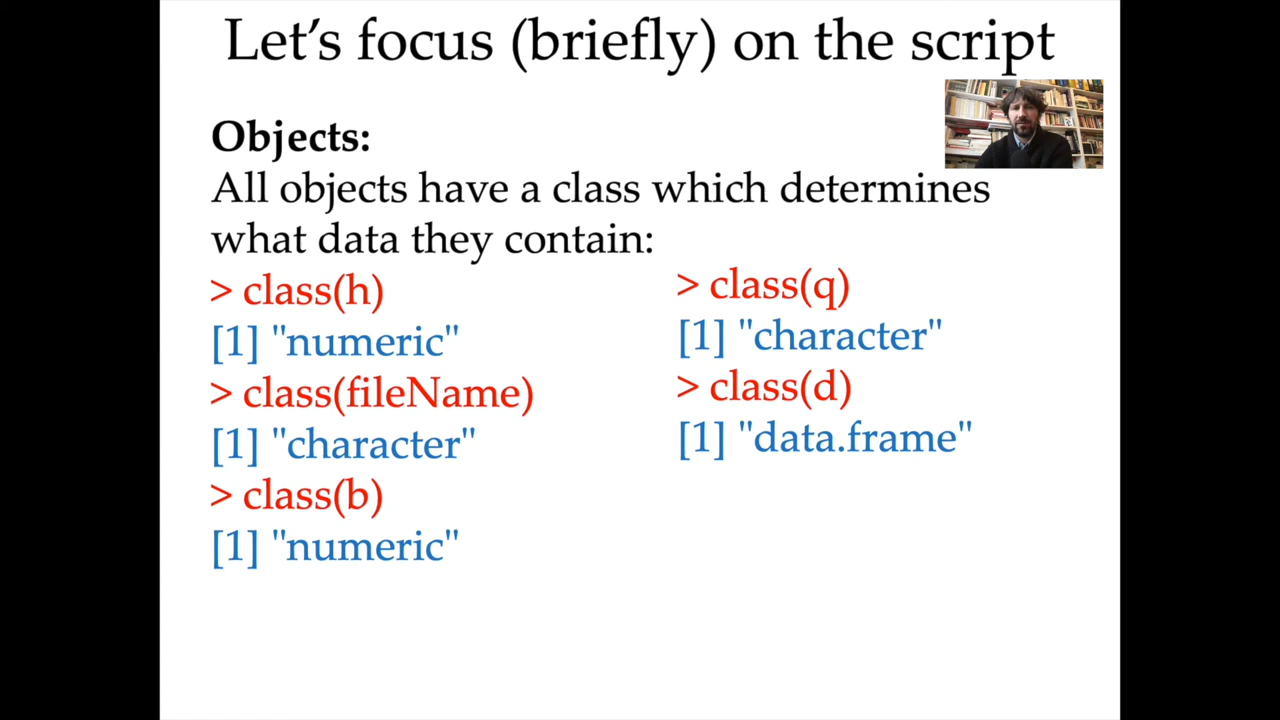 Let's focus (briefly) on the script
Objects:
All objects have a class which determines
what data they contain:
> class(h)
[1] "numeric"
> class(fileName)
[1] "character"
> class(b)
[1] "numeric"
> class(q)
[1] "character"
> class(d)
[1] "data.frame"